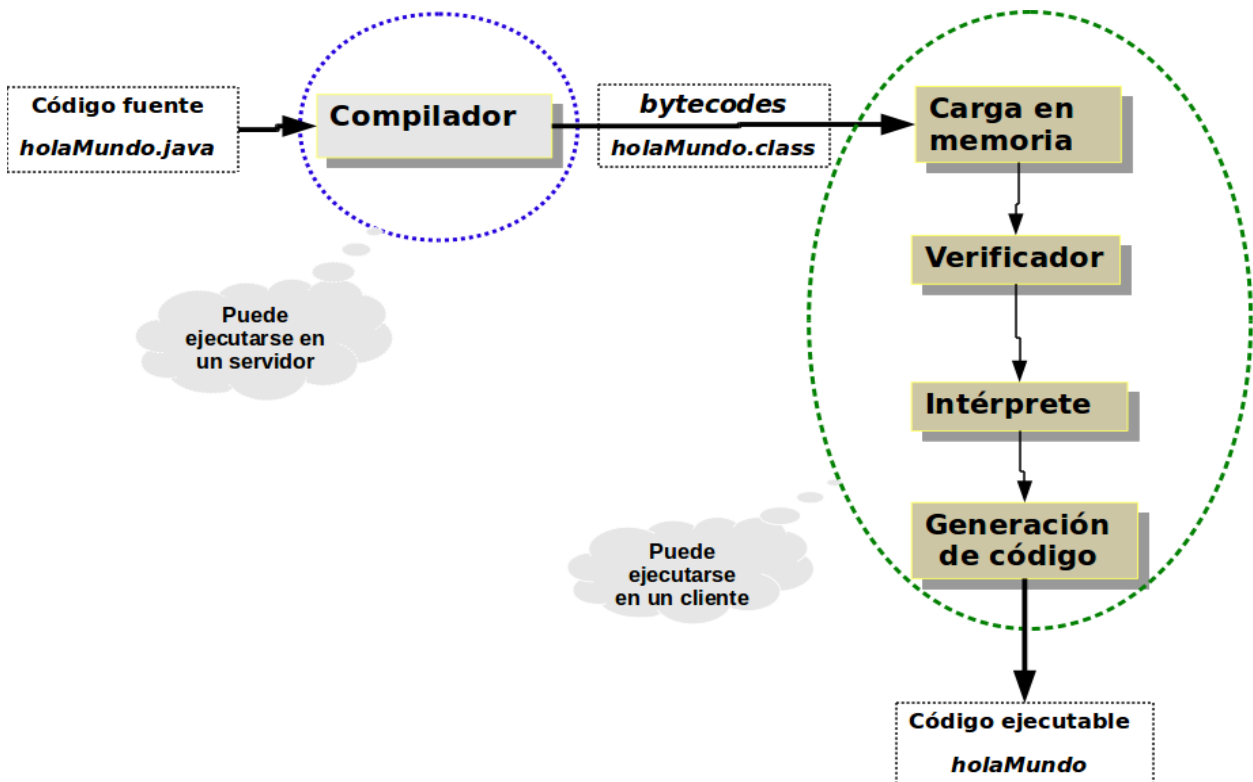 Código fuente
holaMundo.java
Compilador
bytecodes
holaMundo.class
Carga en
memoria
Verificador
Intérprete
Generación
de código
Puede
ejecutarse en
un servidor
Puede
ejecutarse
en un cliente
Código ejecutable
holaMundo